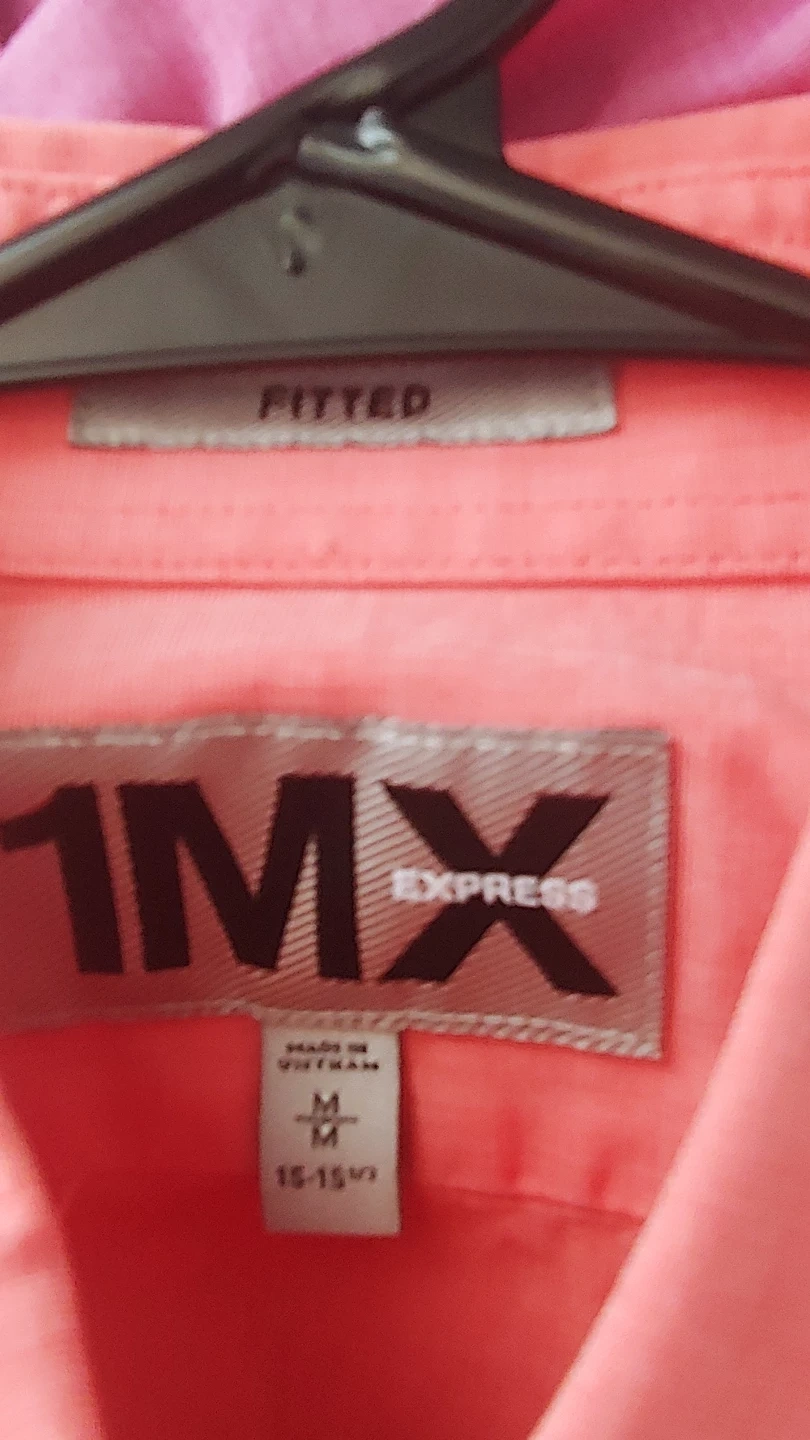 FITTED
1MX
EXPRESS
MADE IN
VIETNAM
M
M
15-15 1/2